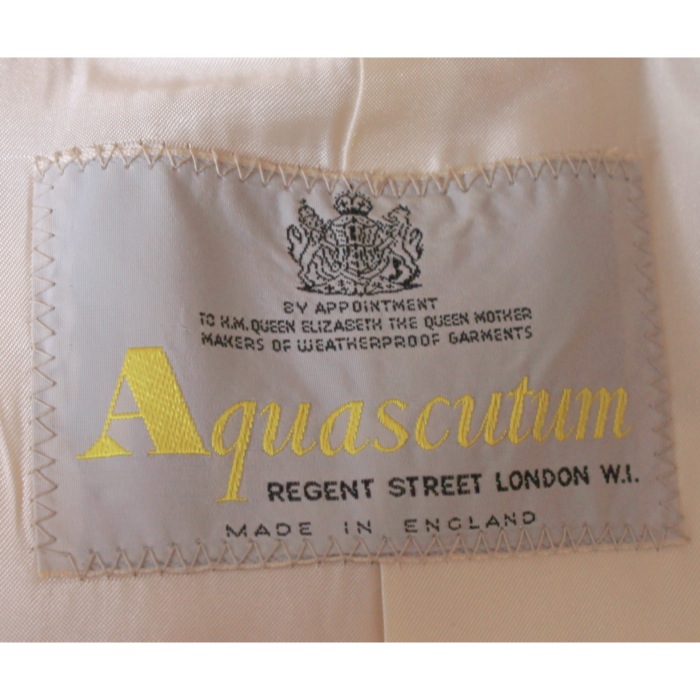 BY APPOINTMENT
TO H.M. QUEEN ELIZABETH THE QUEEN MOTHER
MAKERS OF WEATHERPROOF GARMENTS
Aquascutum
REGENT STREET LONDON W.I.
MADE IN ENGLAND